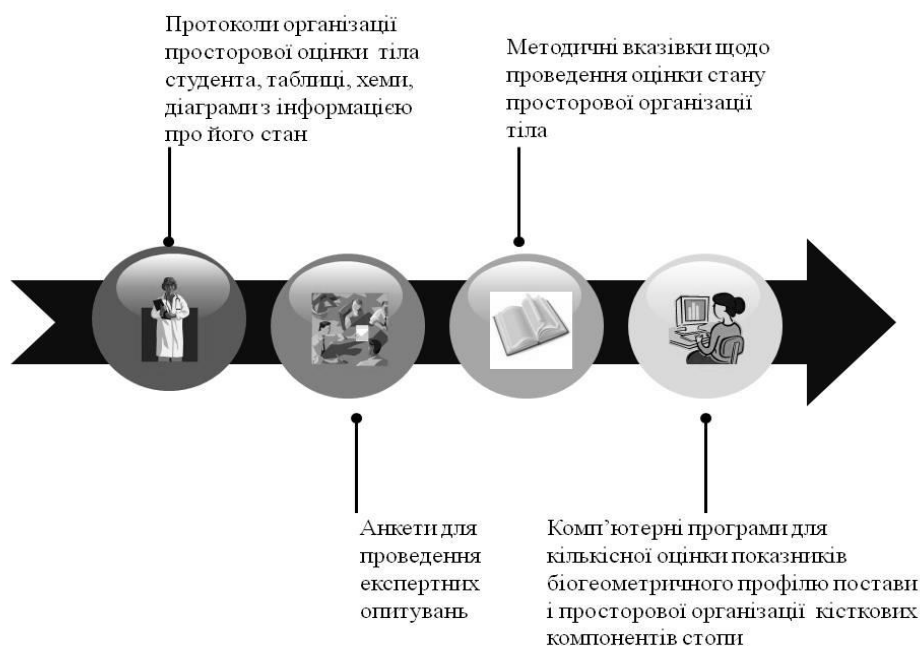 Протоколи організації
просторової оцінки тіла
студента, таблиці, хеми,
діаграми з інформацією
про його стан
Методичні вказівки щодо
проведення оцінки стану
просторової організації
тіла
Анкети для
проведення
експертних
опитувань
Комп’ютерні програми для
кількісної оцінки показників
біогеометричного профілю постави
і просторової організації кісткових
компонентів стопи